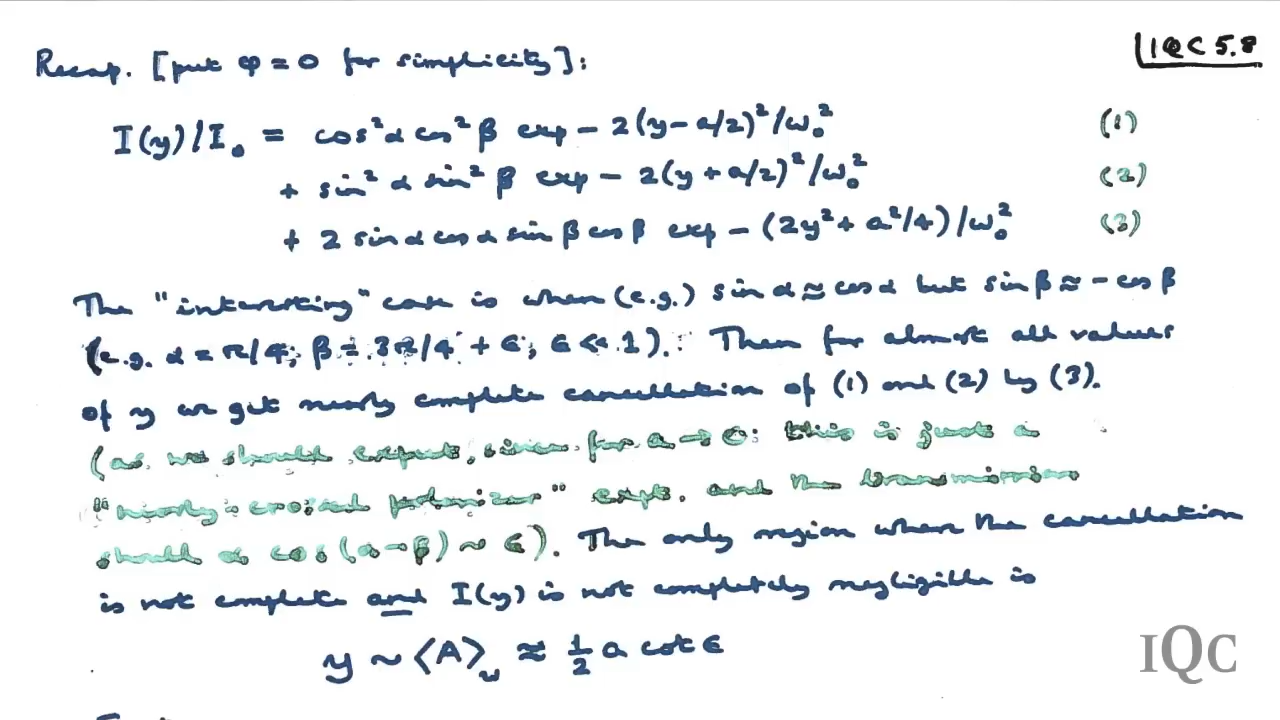 Recap. [put φ=0 for simplicity]:
IQC 5.8
I(y)/I₀ = cos²α cos²β exp − 2(y−a/2)²/w₀² (1)
+ sin²α sin²β exp − 2(y+a/2)²/w₀² (2)
+ 2 sinα cosα sinβ cosβ exp − (2y²+a²/4)/w₀² (3)
The "interesting" case is when (e.g.) sinα≈cosα but sinβ≈−cosβ
(e.g. α=π/4, β=3π/4+ϵ, ϵ≪1). Then for almost all values
of y we get nearly complete cancellation of (1) and (2) by (3).
(as we should expect, since for a→0 this is just a
"nearly crossed polarizer" expt. and the transmission
should ∝ cos(α−β)~ϵ). The only region where the cancellation
is not complete and I(y) is not completely negligible is
y ~ ⟨A⟩w ≈ ½ a cot ϵ
IQC